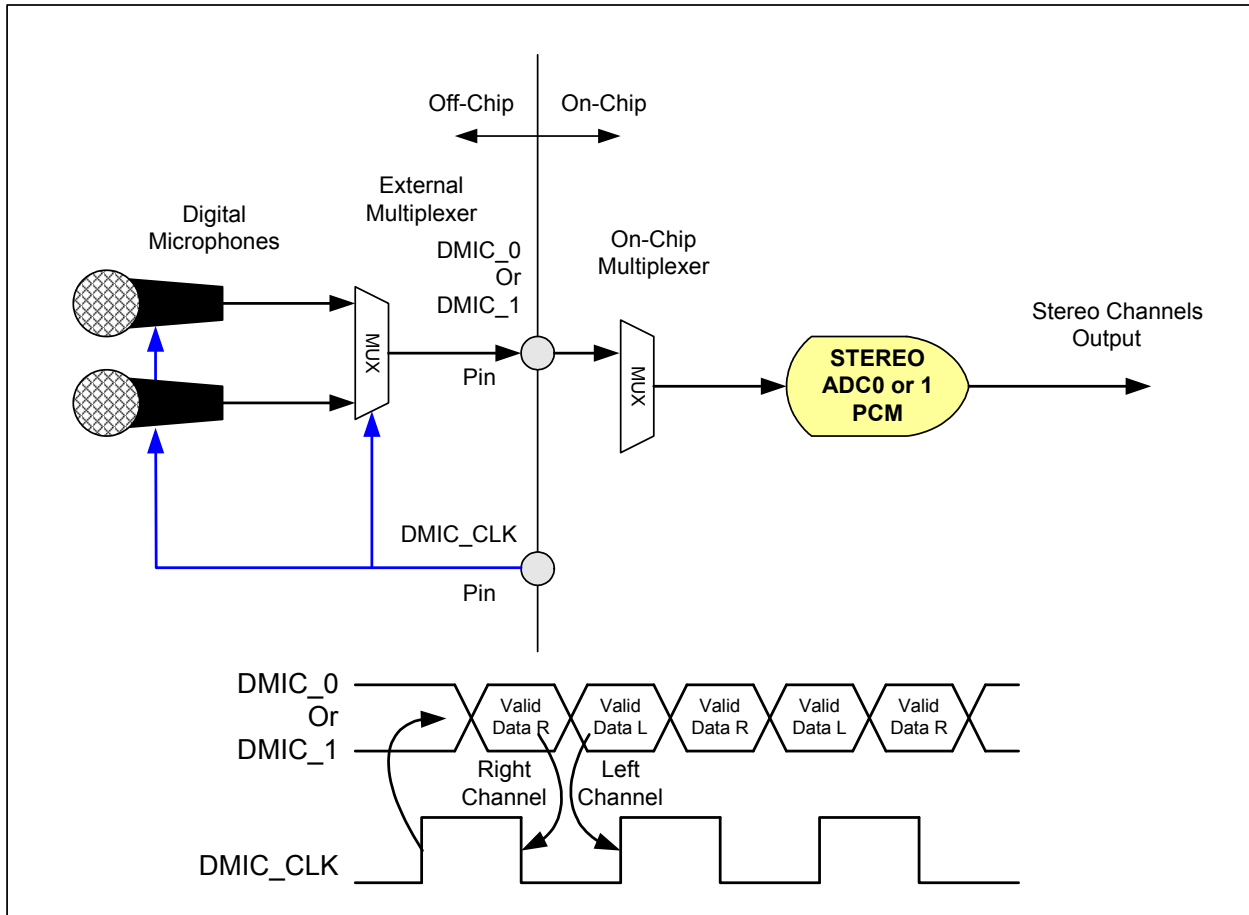 Off-Chip
On-Chip
External
Multiplexer
Digital
Microphones
DMIC_0
Or
DMIC_1
On-Chip
Multiplexer
Stereo Channels
Output
MUX
MUX
STEREO
ADC0 or 1
PCM
Pin
DMIC_CLK
Pin
DMIC_0
Or
DMIC_1
Valid
Data R
Valid
Data L
Valid
Data R
Valid
Data L
Valid
Data R
Right
Channel
Left
Channel
DMIC_CLK